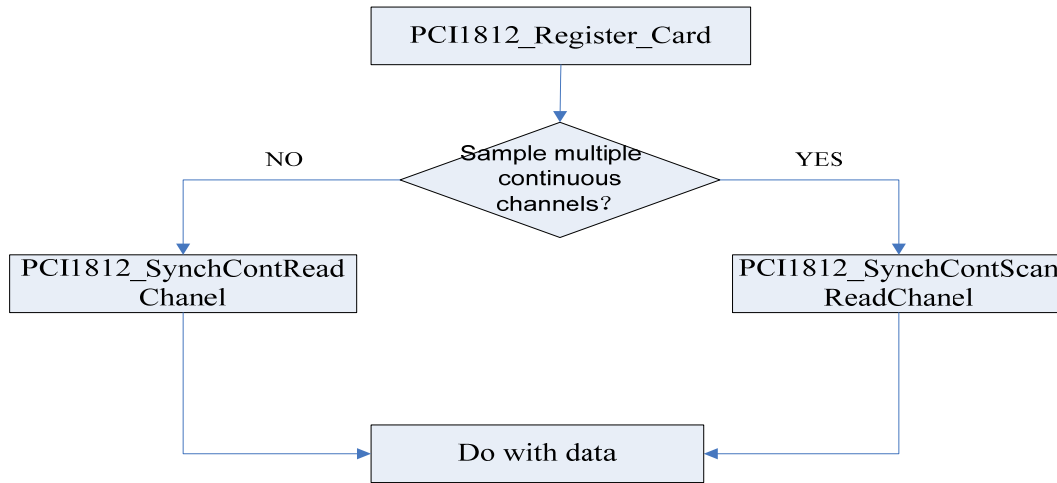 PCI1812_Register_Card
Sample multiple
continuous
channels?
NO
YES
PCI1812_SynchContRead
Chanel
PCI1812_SynchContScan
ReadChanel
Do with data